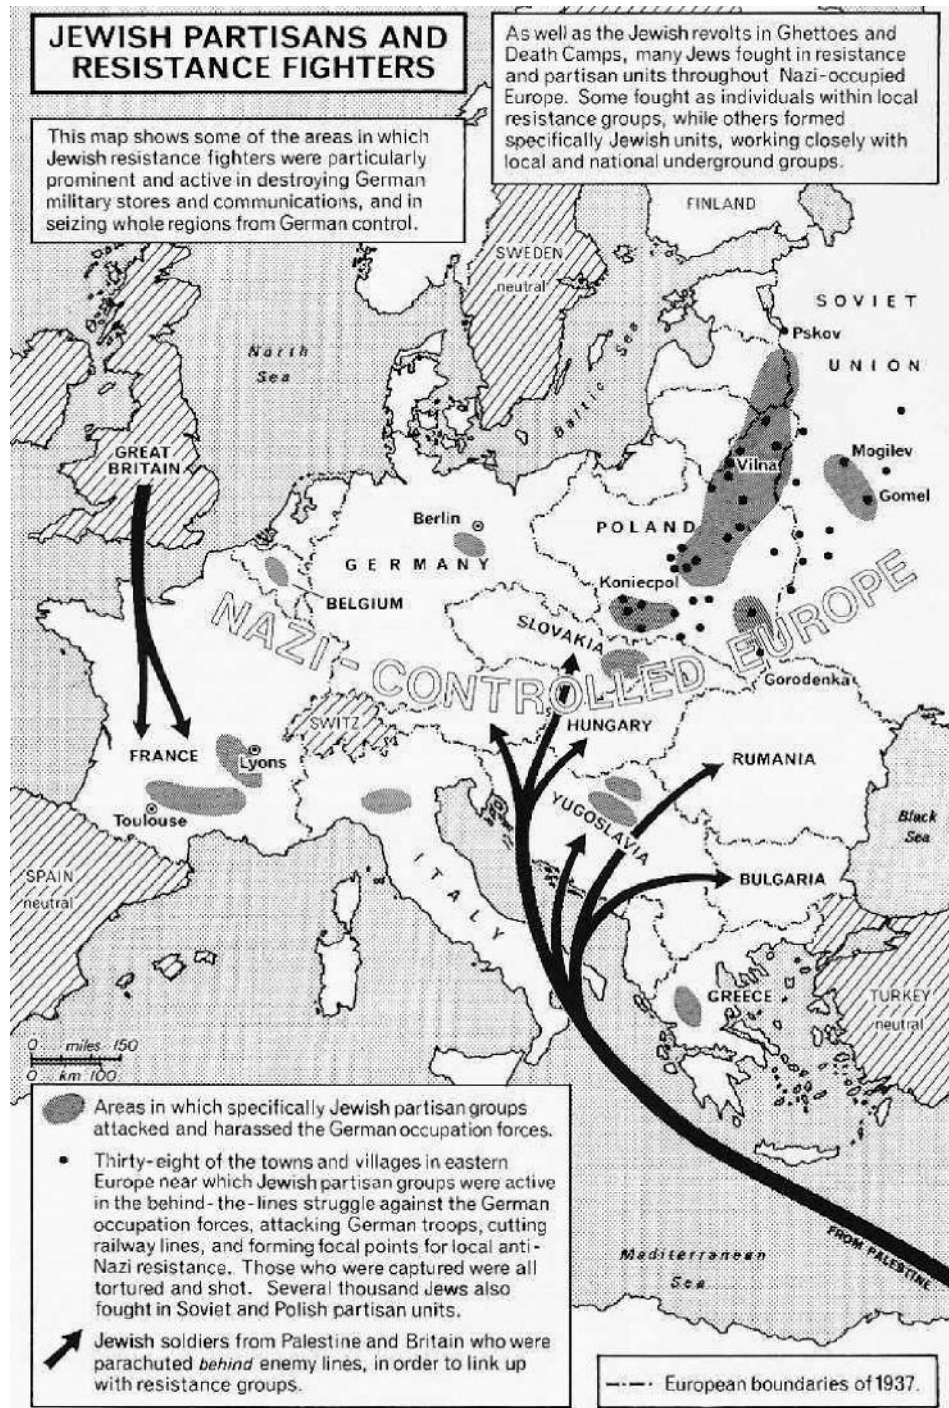 JEWISH PARTISANS AND
RESISTANCE FIGHTERS
This map shows some of the areas in which
Jewish resistance fighters were particularly
prominent and active in destroying German
military stores and communications, and in
seizing whole regions from German control.
As well as the Jewish revolts in Ghettoes and
Death Camps, many Jews fought in resistance
and partisan units throughout Nazi-occupied
Europe. Some fought as individuals within local
resistance groups, while others formed
specifically Jewish units, working closely with
local and national underground groups.
FINLAND
SWEDEN
neutral
SOVIET
UNION
Pskov
North
Sea
Baltic Sea
GREAT
BRITAIN
Mogilev
Vilna
Gomel
Berlin
POLAND
GERMANY
Koniecpol
BELGIUM
NAZI-CONTROLLED EUROPE
SLOVAKIA
Gorodenka
SWITZ
HUNGARY
FRANCE
Lyons
RUMANIA
Toulouse
YUGOSLAVIA
Black
Sea
ITALY
SPAIN
neutral
BULGARIA
GREECE
TURKEY
neutral
0 miles 150
0 km 100
FROM PALESTINE
Mediterranean
Sea
Areas in which specifically Jewish partisan groups
attacked and harassed the German occupation forces.
Thirty-eight of the towns and villages in eastern
Europe near which Jewish partisan groups were active
in the behind-the-lines struggle against the German
occupation forces, attacking German troops, cutting
railway lines, and forming focal points for local anti-
Nazi resistance. Those who were captured were all
tortured and shot. Several thousand Jews also
fought in Soviet and Polish partisan units.
Jewish soldiers from Palestine and Britain who were
parachuted behind enemy lines, in order to link up
with resistance groups.
European boundaries of 1937.